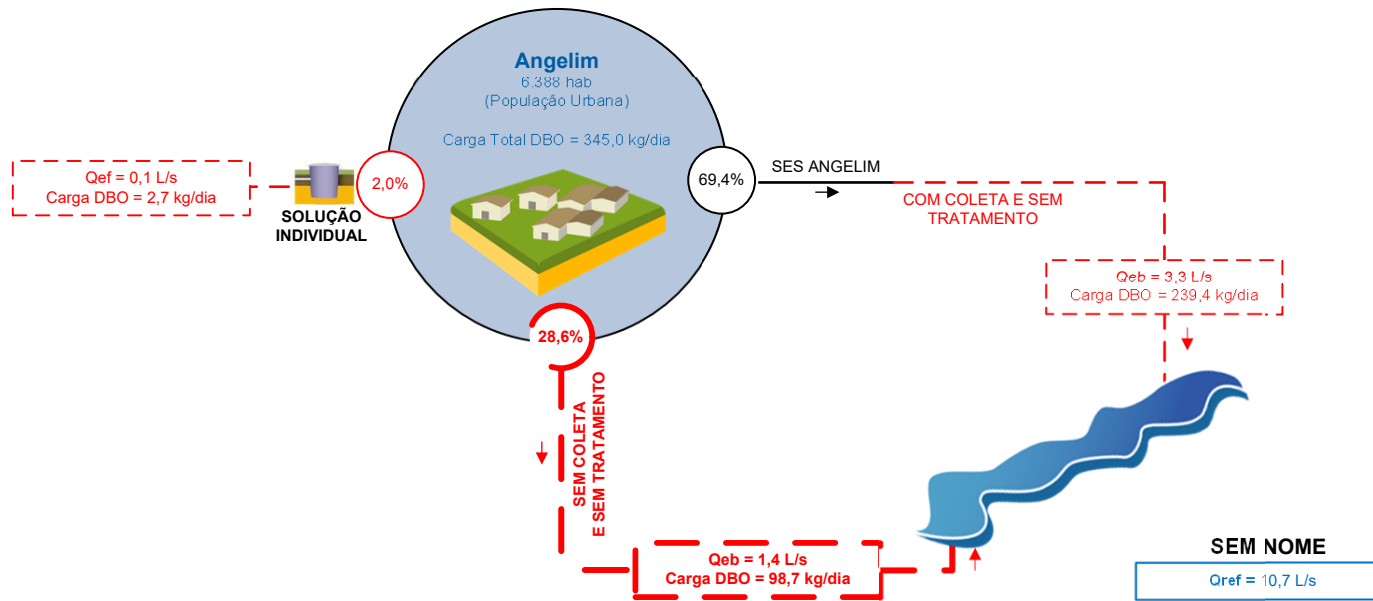 Angelim
6.388 hab
(População Urbana)
Carga Total DBO = 345,0 kg/dia
Qef = 0,1 L/s
Carga DBO = 2,7 kg/dia
SOLUÇÃO
INDIVIDUAL
2,0%
69,4%
SES ANGELIM
COM COLETA E SEM
TRATAMENTO
Qeb = 3,3 L/s
Carga DBO = 239,4 kg/dia
28,6%
SEM COLETA
E SEM TRATAMENTO
Qeb = 1,4 L/s
Carga DBO = 98,7 kg/dia
SEM NOME
Qref = 10,7 L/s